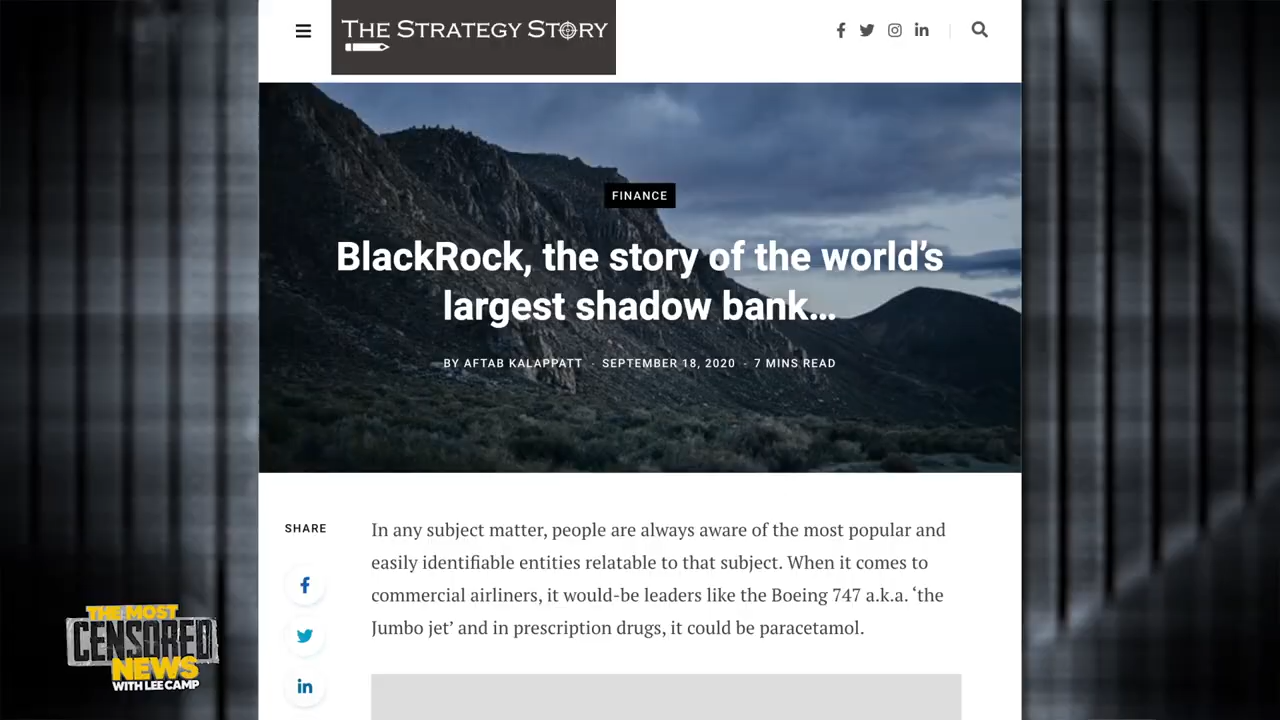 THE STRATEGY STORY
FINANCE
BlackRock, the story of the world’s
largest shadow bank…
BY AFTAB KALAPPATT · SEPTEMBER 18, 2020 · 7 MINS READ
SHARE
In any subject matter, people are always aware of the most popular and
easily identifiable entities relatable to that subject. When it comes to
commercial airliners, it would-be leaders like the Boeing 747 a.k.a. ‘the
Jumbo jet’ and in prescription drugs, it could be paracetamol.
THE MOST
CENSORED
NEWS
WITH LEE CAMP